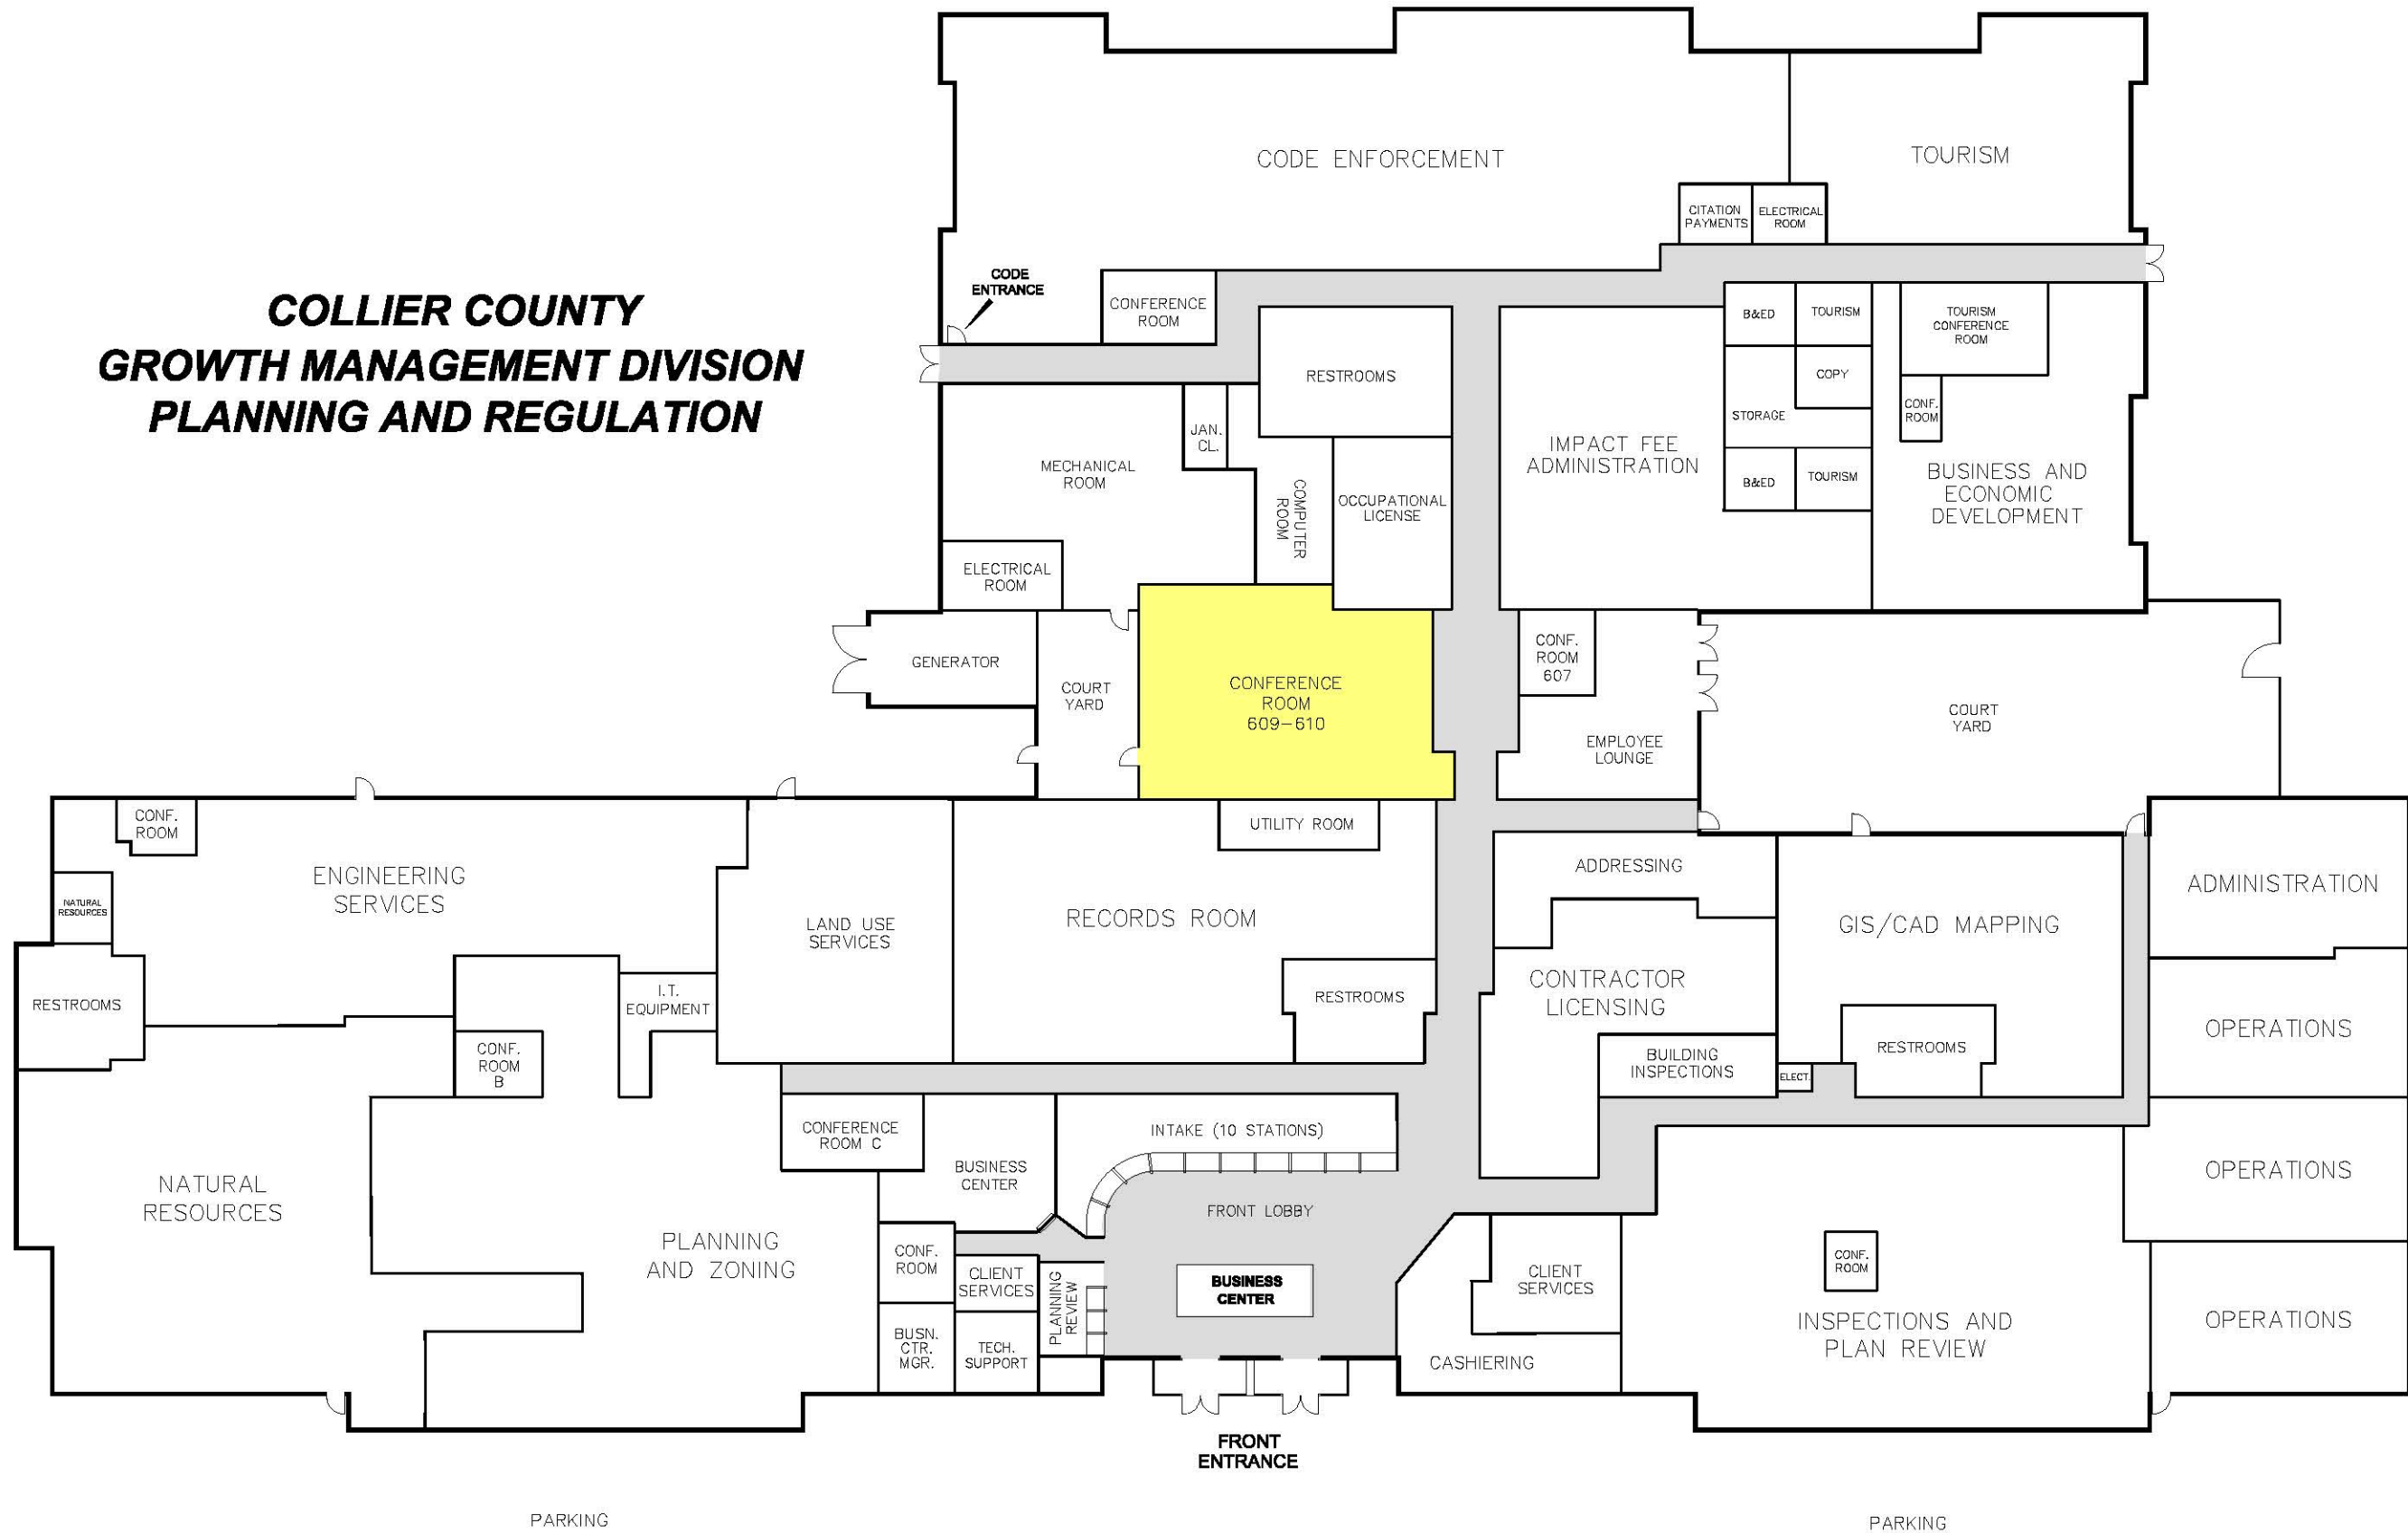 COLLIER COUNTY
GROWTH MANAGEMENT DIVISION
PLANNING AND REGULATION
CODE ENFORCEMENT
TOURISM
CITATION
PAYMENTS
ELECTRICAL
ROOM
CODE
ENTRANCE
CONFERENCE
ROOM
B&ED
TOURISM
TOURISM
CONFERENCE
ROOM
RESTROOMS
COPY
STORAGE
CONF.
ROOM
JAN.
CL.
MECHANICAL
ROOM
COMPUTER
ROOM
OCCUPATIONAL
LICENSE
IMPACT FEE
ADMINISTRATION
B&ED
TOURISM
BUSINESS AND
ECONOMIC
DEVELOPMENT
ELECTRICAL
ROOM
GENERATOR
COURT
YARD
CONFERENCE
ROOM
609-610
CONF.
ROOM
607
EMPLOYEE
LOUNGE
COURT
YARD
CONF.
ROOM
ENGINEERING
SERVICES
NATURAL
RESOURCES
LAND USE
SERVICES
UTILITY ROOM
RECORDS ROOM
ADDRESSING
GIS/CAD MAPPING
ADMINISTRATION
RESTROOMS
I.T.
EQUIPMENT
RESTROOMS
CONTRACTOR
LICENSING
CONF.
ROOM
B
BUILDING
INSPECTIONS
ELECT.
RESTROOMS
OPERATIONS
CONFERENCE
ROOM C
BUSINESS
CENTER
INTAKE (10 STATIONS)
OPERATIONS
NATURAL
RESOURCES
PLANNING
AND ZONING
FRONT LOBBY
CONF.
ROOM
CLIENT
SERVICES
PLANNING
REVIEW
BUSINESS
CENTER
CLIENT
SERVICES
CONF.
ROOM
INSPECTIONS AND
PLAN REVIEW
OPERATIONS
BUSN.
CTR.
MGR.
TECH.
SUPPORT
CASHIERING
FRONT
ENTRANCE
PARKING
PARKING